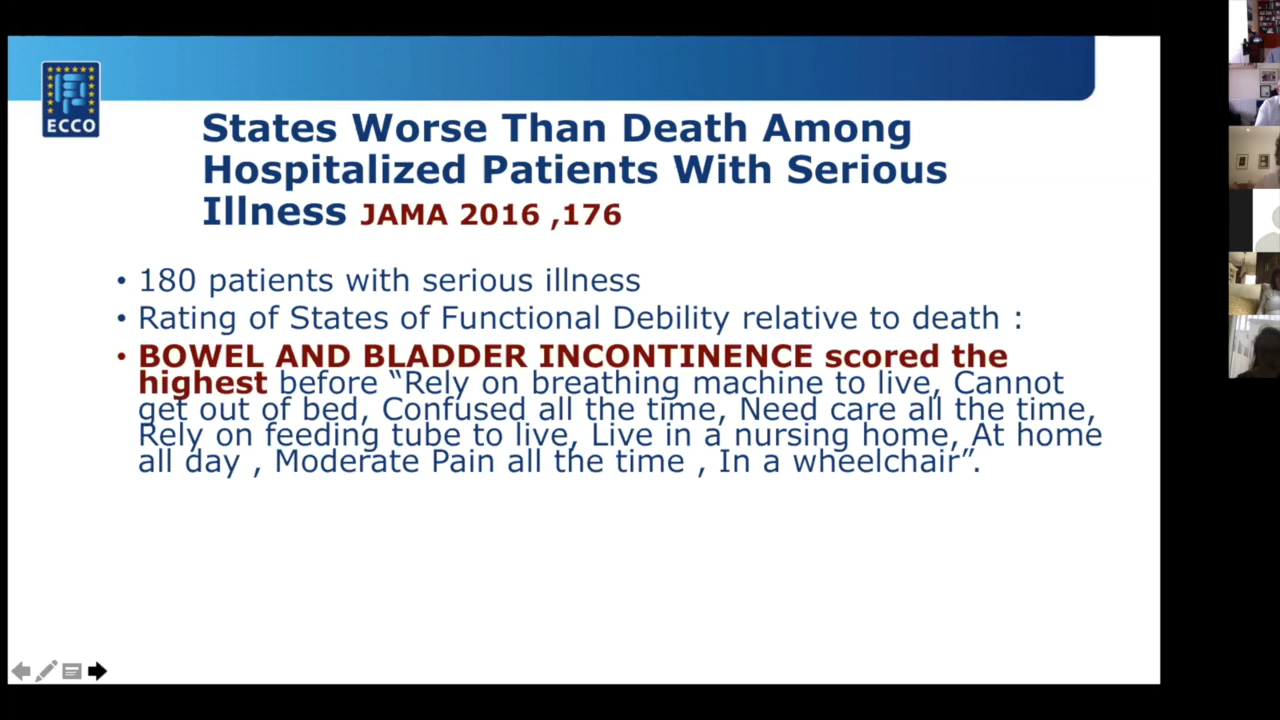 ECCO
States Worse Than Death Among
Hospitalized Patients With Serious
Illness JAMA 2016 ,176
• 180 patients with serious illness
• Rating of States of Functional Debility relative to death :
• BOWEL AND BLADDER INCONTINENCE scored the
highest before “Rely on breathing machine to live, Cannot
get out of bed, Confused all the time, Need care all the time,
Rely on feeding tube to live, Live in a nursing home, At home
all day , Moderate Pain all the time , In a wheelchair”.